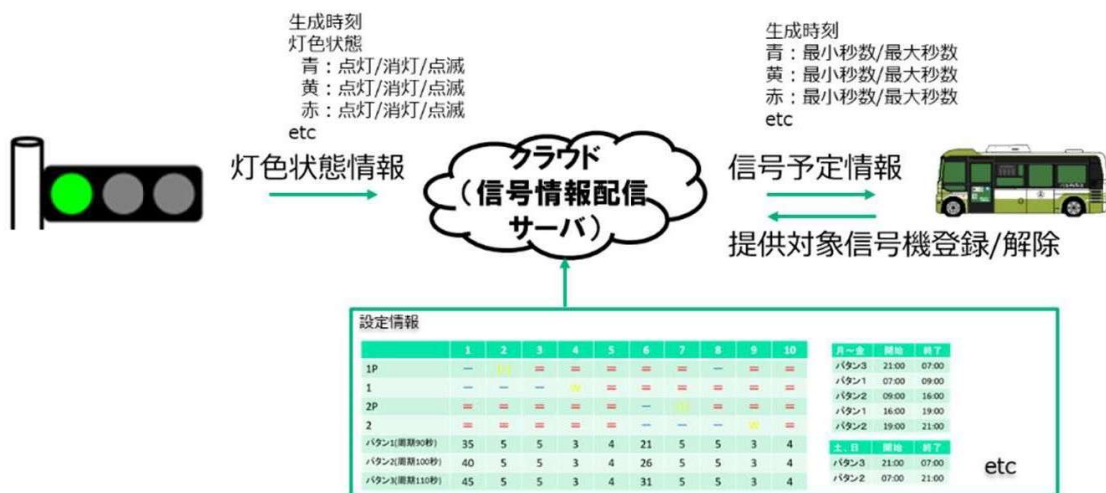 生成時刻
灯色状態
青：点灯/消灯/点滅
黄：点灯/消灯/点滅
赤：点灯/消灯/点滅
etc
灯色状態情報
クラウド
（信号情報配信
サーバ）
生成時刻
青：最小秒数/最大秒数
黄：最小秒数/最大秒数
赤：最小秒数/最大秒数
etc
信号予定情報
提供対象信号機登録/解除
設定情報
1 2 3 4 5 6 7 8 9 10
1P ー ＝ ＝ ＝ ＝ ＝ ー ＝ ＝
1 ー ー ー ＝ ＝ ＝ ＝ ＝ ＝
2P ＝ ＝ ＝ ＝ ＝ ー ＝ ＝ ＝
2 ＝ ＝ ＝ ＝ ＝ ー ー ー ＝
パタン1(周期90秒) 35 5 5 3 4 21 5 5 3 4
パタン2(周期100秒) 40 5 5 3 4 26 5 5 3 4
パタン3(周期110秒) 45 5 5 3 4 31 5 5 3 4
月～金 開始 終了
パタン3 21:00 07:00
パタン1 07:00 09:00
パタン2 09:00 16:00
パタン1 16:00 19:00
パタン2 19:00 21:00
土、日 開始 終了
パタン3 21:00 07:00
パタン2 07:00 21:00
etc